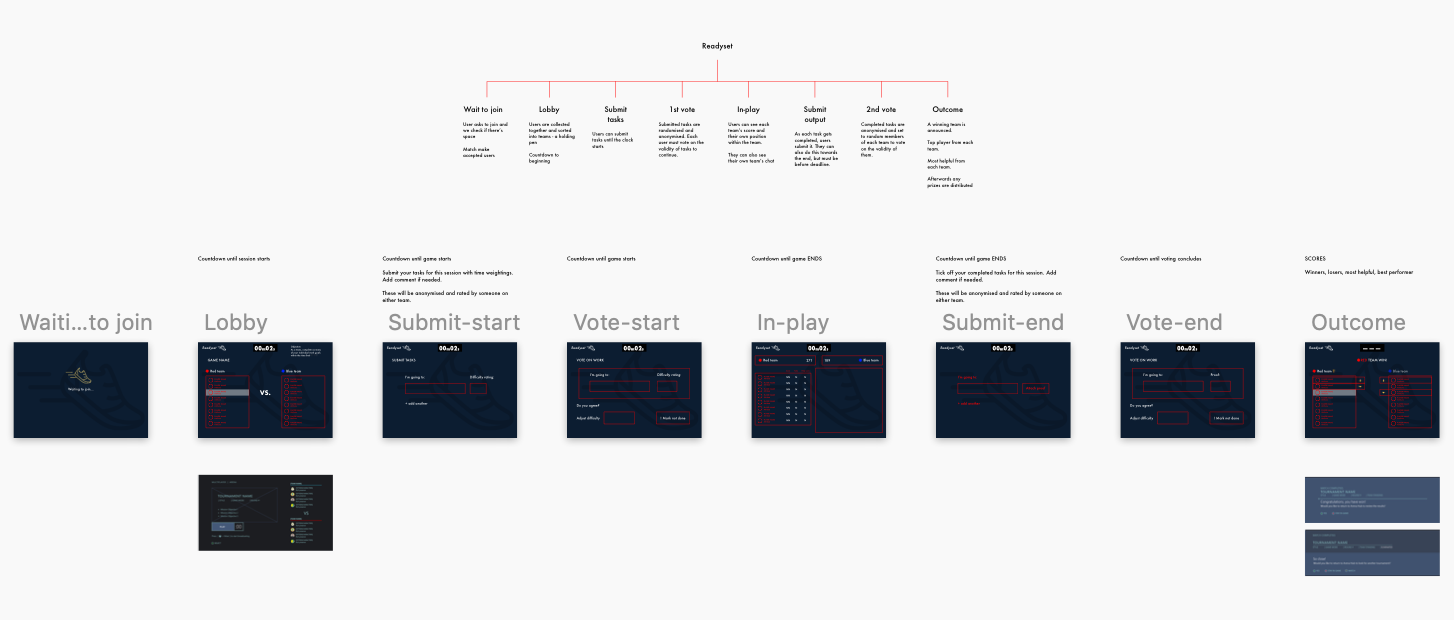 Readyset
Wait to join
User asks to join and
we check if there's
space
Match make
accepted users
Lobby
Users are collected
together and sorted
into teams - a holding
pen
Countdown to
beginning
Submit
tasks
Users can submit
tasks until the clock
starts
1st vote
Submitted tasks are
randomised and
anonymised. Each
user must vote on the
validity of tasks to
continue.
In-play
Users can see each
team's score and
their own position
within the team.
They can also see
their own team's chat
Submit
output
As each task gets
completed, users
submit it. They can
also do this towards
the end, but must be
before deadline.
2nd vote
Completed tasks are
anonymised and set
to random members
of each team to vote
on the validity of
them.
Outcome
A winning team is
announced.
Top player from each
team.
Most helpful from
each team.
Afterwards any
prizes are distributed
Countdown until session starts
Countdown until game starts
Submit your tasks for this session with time weightings.
Add comment if needed.
These will be anonymised and rated by someone on
either team.
Countdown until game starts
Countdown until game ENDS
Countdown until game ENDS
Tick off your completed tasks for this session. Add
comment if needed.
These will be anonymised and rated by someone on
either team.
Countdown until voting concludes
SCORES
Winners, losers, most helpful, best performer
Waiti...to join
Lobby
Submit-start
Vote-start
In-play
Submit-end
Vote-end
Outcome
Waiting to join...
Readyset
00m02s
GAME NAME
Red team
Blue team
VS.
Readyset
00m02s
SUBMIT TASKS
I'm going to:
Difficulty rating
+ add another
Readyset
00m02s
VOTE ON WORK
I'm going to:
Difficulty rating
Do you agree?
Adjust difficulty
! Mark not done
Readyset
00m02s
Red team
271
Blue team
Readyset
00m02s
I'm going to:
+ add another
Readyset
00m02s
VOTE ON WORK
I'm going to:
Proof:
Do you agree?
Adjust difficulty
! Mark not done
Readyset
TEAM WIN!
Red team
Blue team
TOURNAMENT NAME
TOURNAMENT NAME
TOURNAMENT NAME